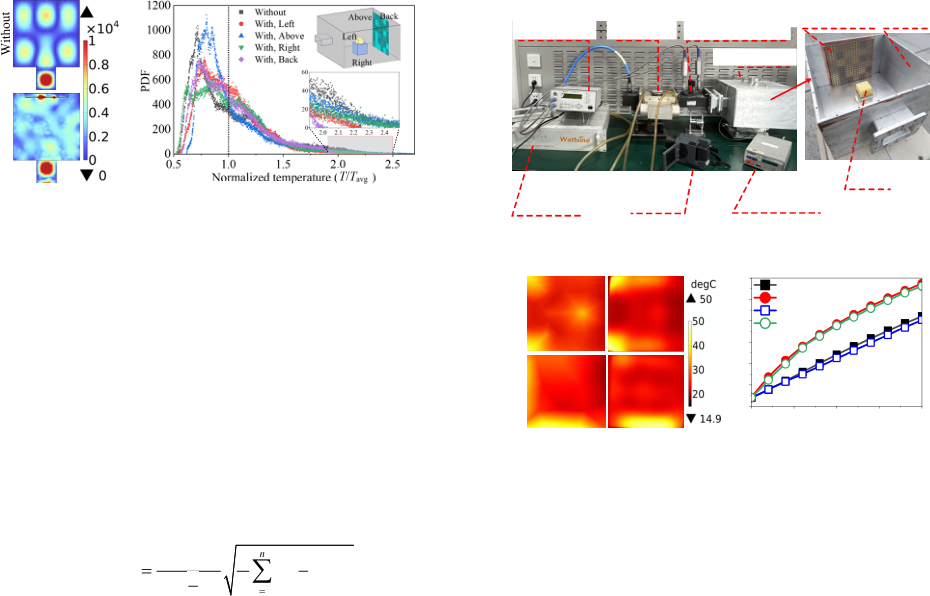 Without
×10⁴
1
0.8
0.6
0.4
0.2
0
0
PDF
1200
1000
800
600
400
200
0
0.5 1.0 1.5 2.0 2.5
Normalized temperature (T/Tavg)
Without
With, Left
With, Above
With, Right
With, Back
Above
Back
Left
Right
60
40
20
0
2.0 2.1 2.2 2.3 2.4
Wattsine
degC
50
50
40
30
20
14.9
n
= √ − ∑ −
=